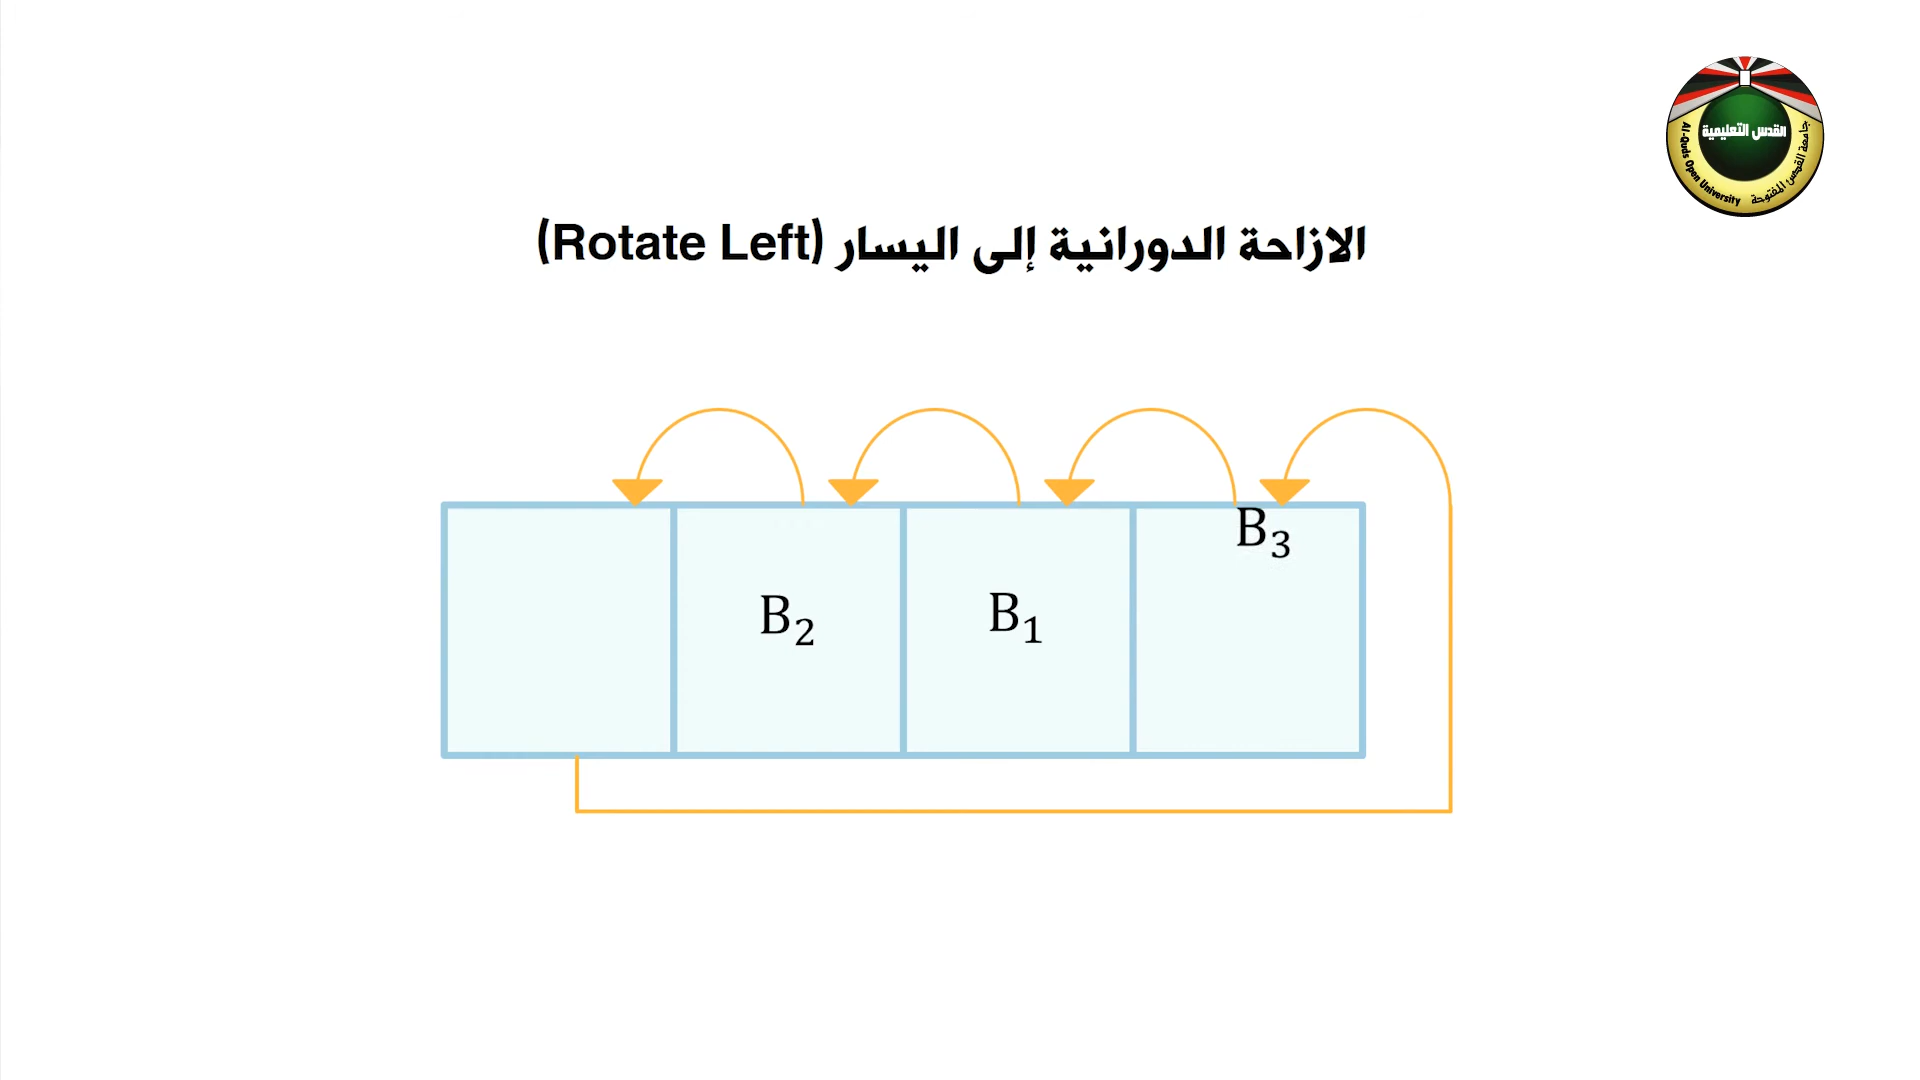 القدس التعليمية
جامعة القدس المفتوحة
Al-Quds Open University
الازاحة الدورانية إلى اليسار (Rotate Left)
B₃
B₂ B₁